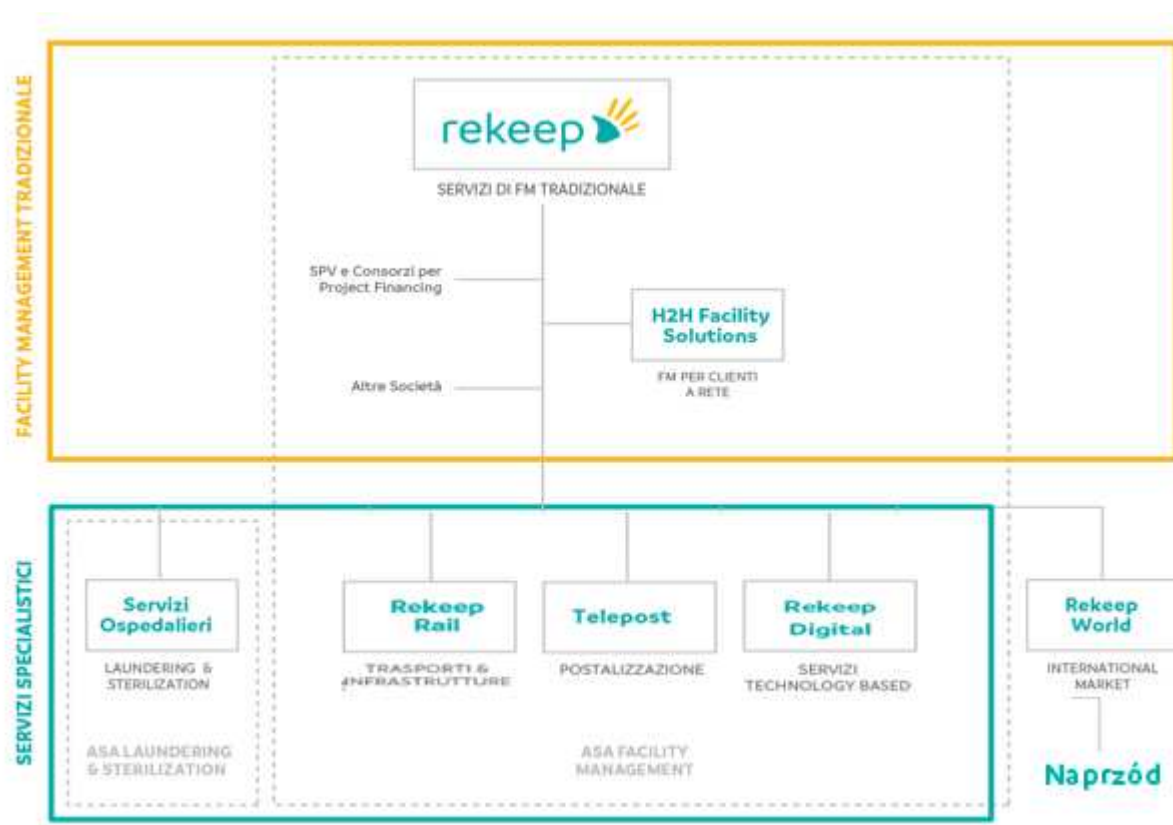 FACILITY MANAGEMENT TRADIZIONALE
rekeep
SERVIZI DI FM TRADIZIONALE
SPV e Consorzi per
Project Financing
H2H Facility
Solutions
FM PER CLIENTI
A RETE
Altre Società
SERVIZI SPECIALISTICI
Servizi
Ospedalieri
LAUNDERING &
STERILIZATION
ASA LAUNDERING
& STERILIZATION
Rekeep
Rail
TRASPORTI &
INFRASTRUTTURE
Telepost
POSTALIZZAZIONE
Rekeep
Digital
SERVIZI
TECHNOLOGY BASED
ASA FACILITY
MANAGEMENT
Rekeep
World
INTERNATIONAL
MARKET
Naprzód